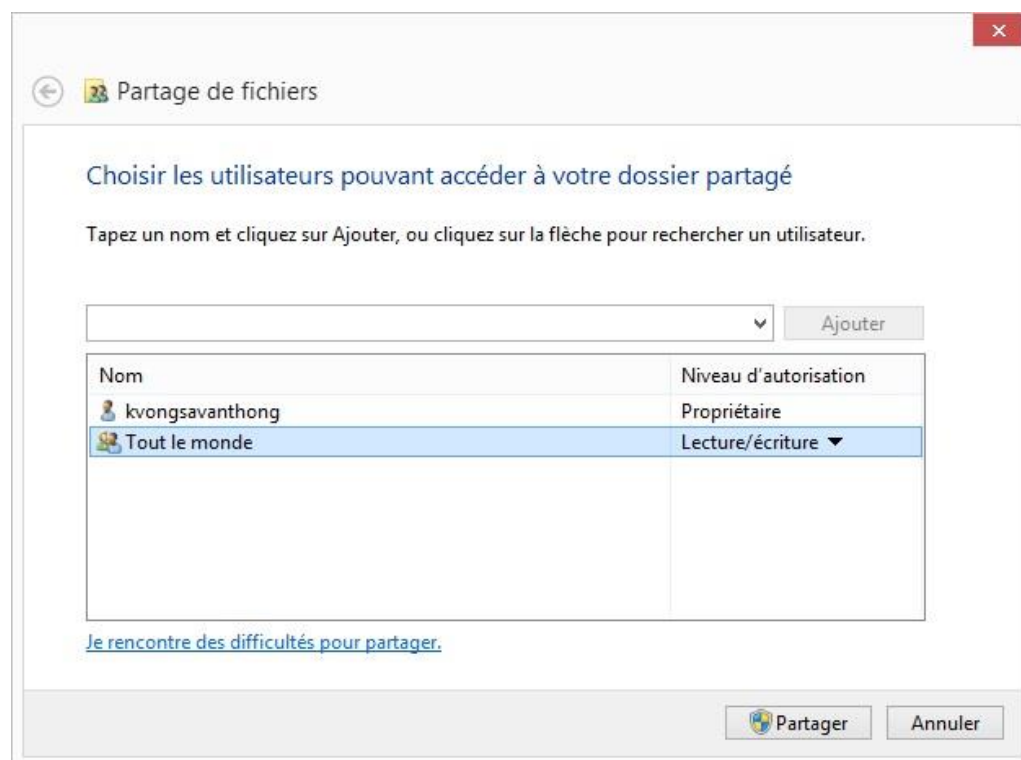 Partage de fichiers
Choisir les utilisateurs pouvant accéder à votre dossier partagé
Tapez un nom et cliquez sur Ajouter, ou cliquez sur la flèche pour rechercher un utilisateur.
Ajouter
Nom Niveau d'autorisation
kvongsavanthong Propriétaire
Tout le monde Lecture/écriture
Je rencontre des difficultés pour partager.
Partager Annuler